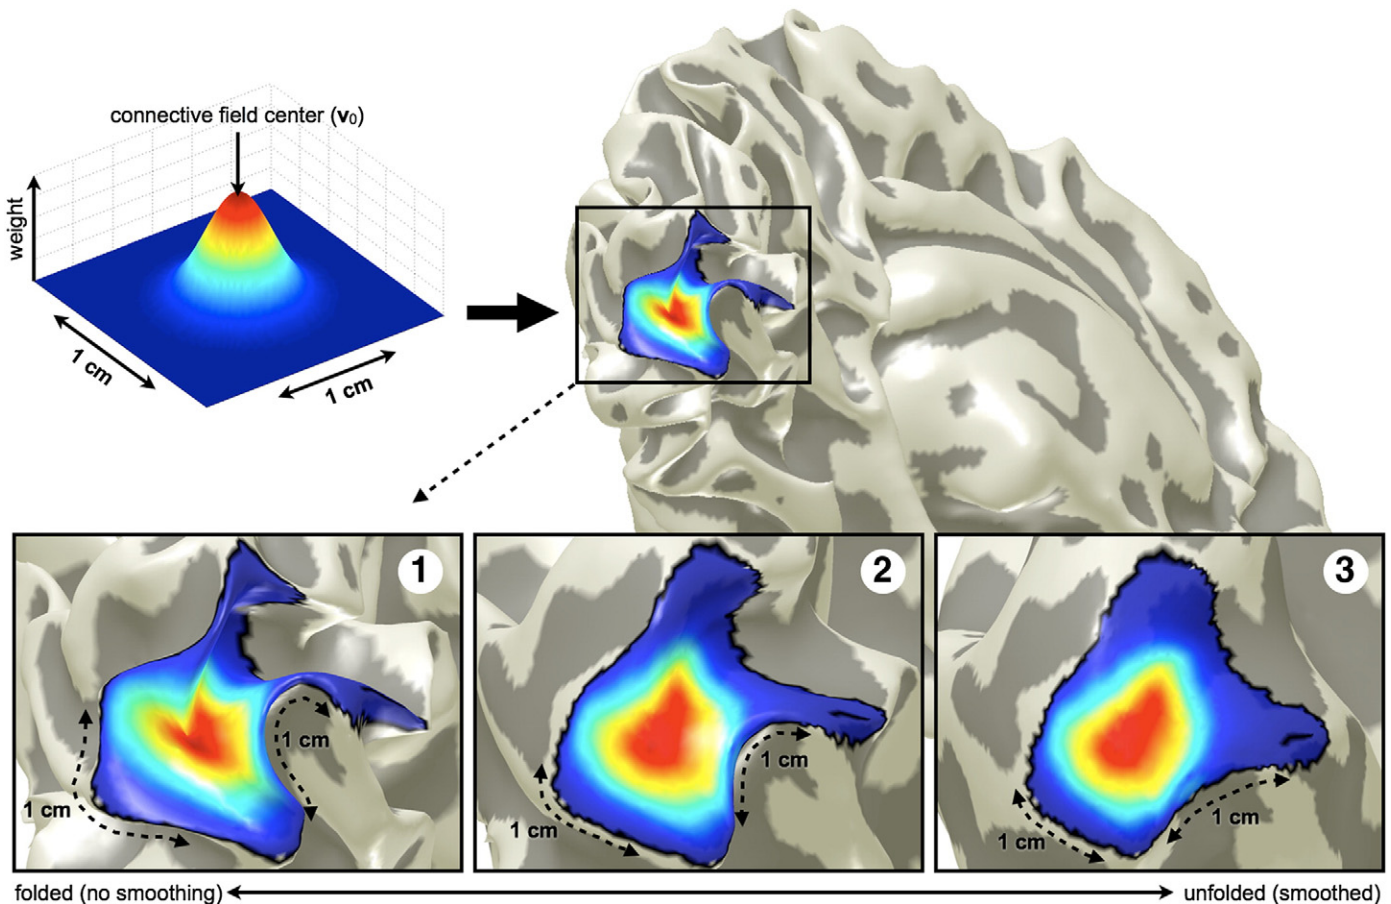 connective field center (v0)
weight
1 cm
1 cm
1
2
3
1 cm
1 cm
1 cm
1 cm
1 cm
1 cm
folded (no smoothing)
unfolded (smoothed)